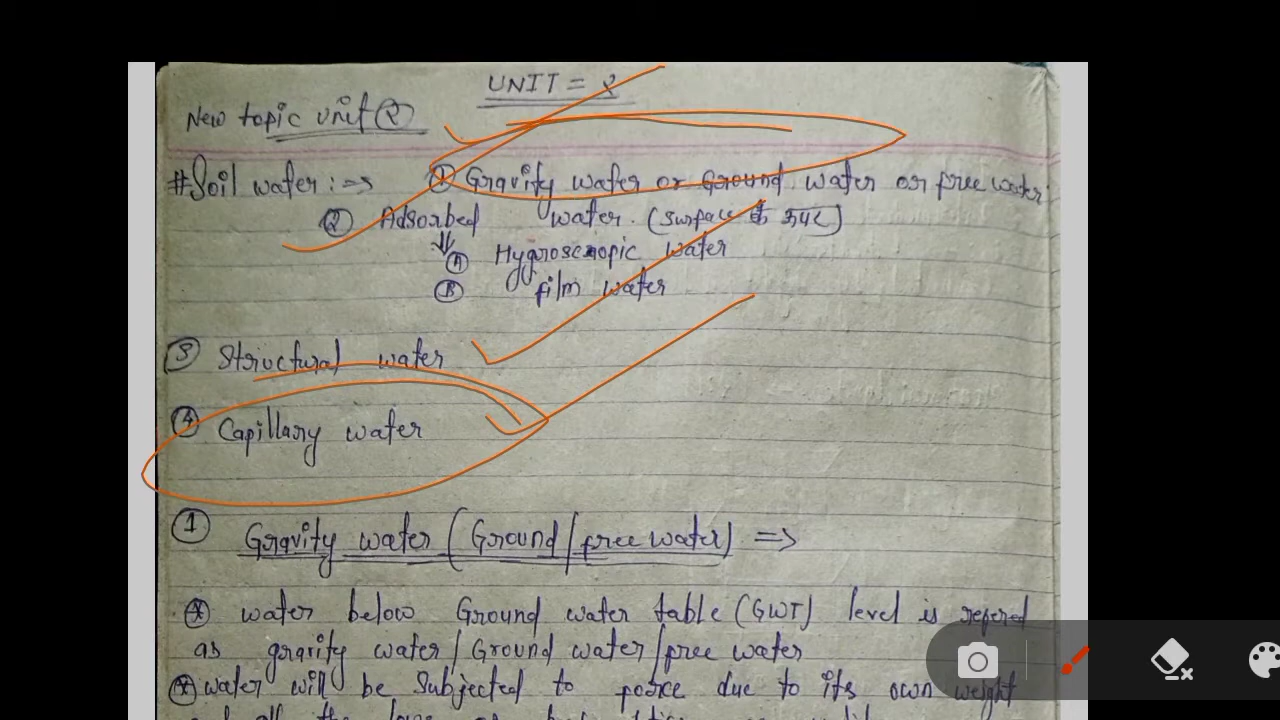 UNIT = 2
New topic unit (2)
# Soil water :=> (1) Gravity water or Ground water or free water
(2) Adsorbed water. (surface के ऊपर)
(A) Hygroscropic water
(B) film water
(3) Structural water
(4) Capillary water
(1) Gravity water (Ground/free water) =>
water below Ground water table (GWT) level is refered
as gravity water/Ground water/free water
water will be subjected to force due to its own weight